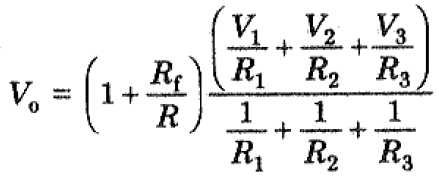 V_o = (1 + R_f/R) (V_1/R_1 + V_2/R_2 + V_3/R_3) / (1/R_1 + 1/R_2 + 1/R_3)